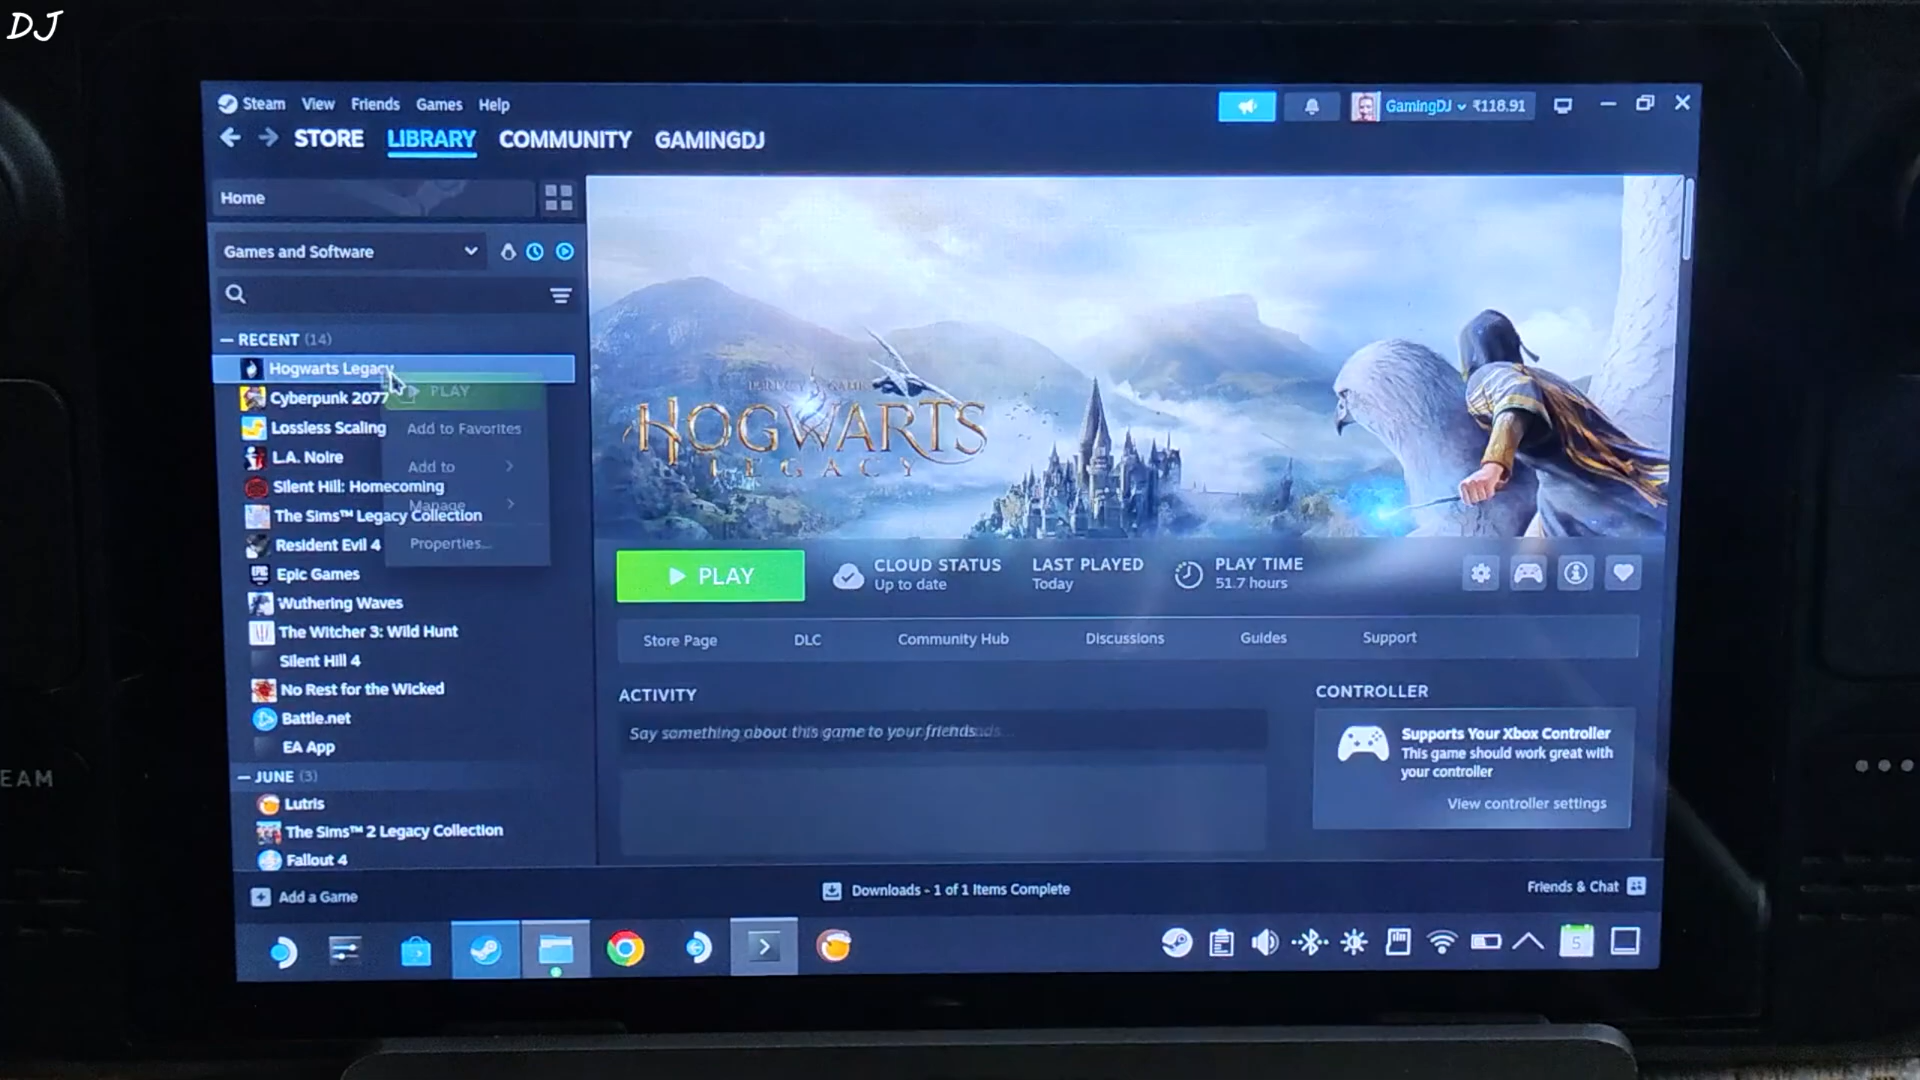 DJ
Steam View Friends Games Help
GamingDJ ₹118.91
STORE LIBRARY COMMUNITY GAMINGDJ
Home
Games and Software
RECENT (14)
Hogwarts Legacy
PLAY
Cyberpunk 2077
Lossless Scaling
Add to Favorites
L.A. Noire
Add to
Silent Hill: Homecoming
Manage
The Sims™ Legacy Collection
Resident Evil 4
Properties...
Epic Games
Wuthering Waves
The Witcher 3: Wild Hunt
Silent Hill 4
No Rest for the Wicked
Battle.net
EA App
JUNE (3)
Lutris
The Sims™ 2 Legacy Collection
Fallout 4
HOGWARTS
LEGACY
PLAY
CLOUD STATUS
Up to date
LAST PLAYED
Today
PLAY TIME
51.7 hours
Store Page DLC Community Hub Discussions Guides Support
ACTIVITY
Say something about this game to your friends...
CONTROLLER
Supports Your Xbox Controller
This game should work great with
your controller
View controller settings
Add a Game
Downloads - 1 of 1 Items Complete
Friends & Chat
5
EAM